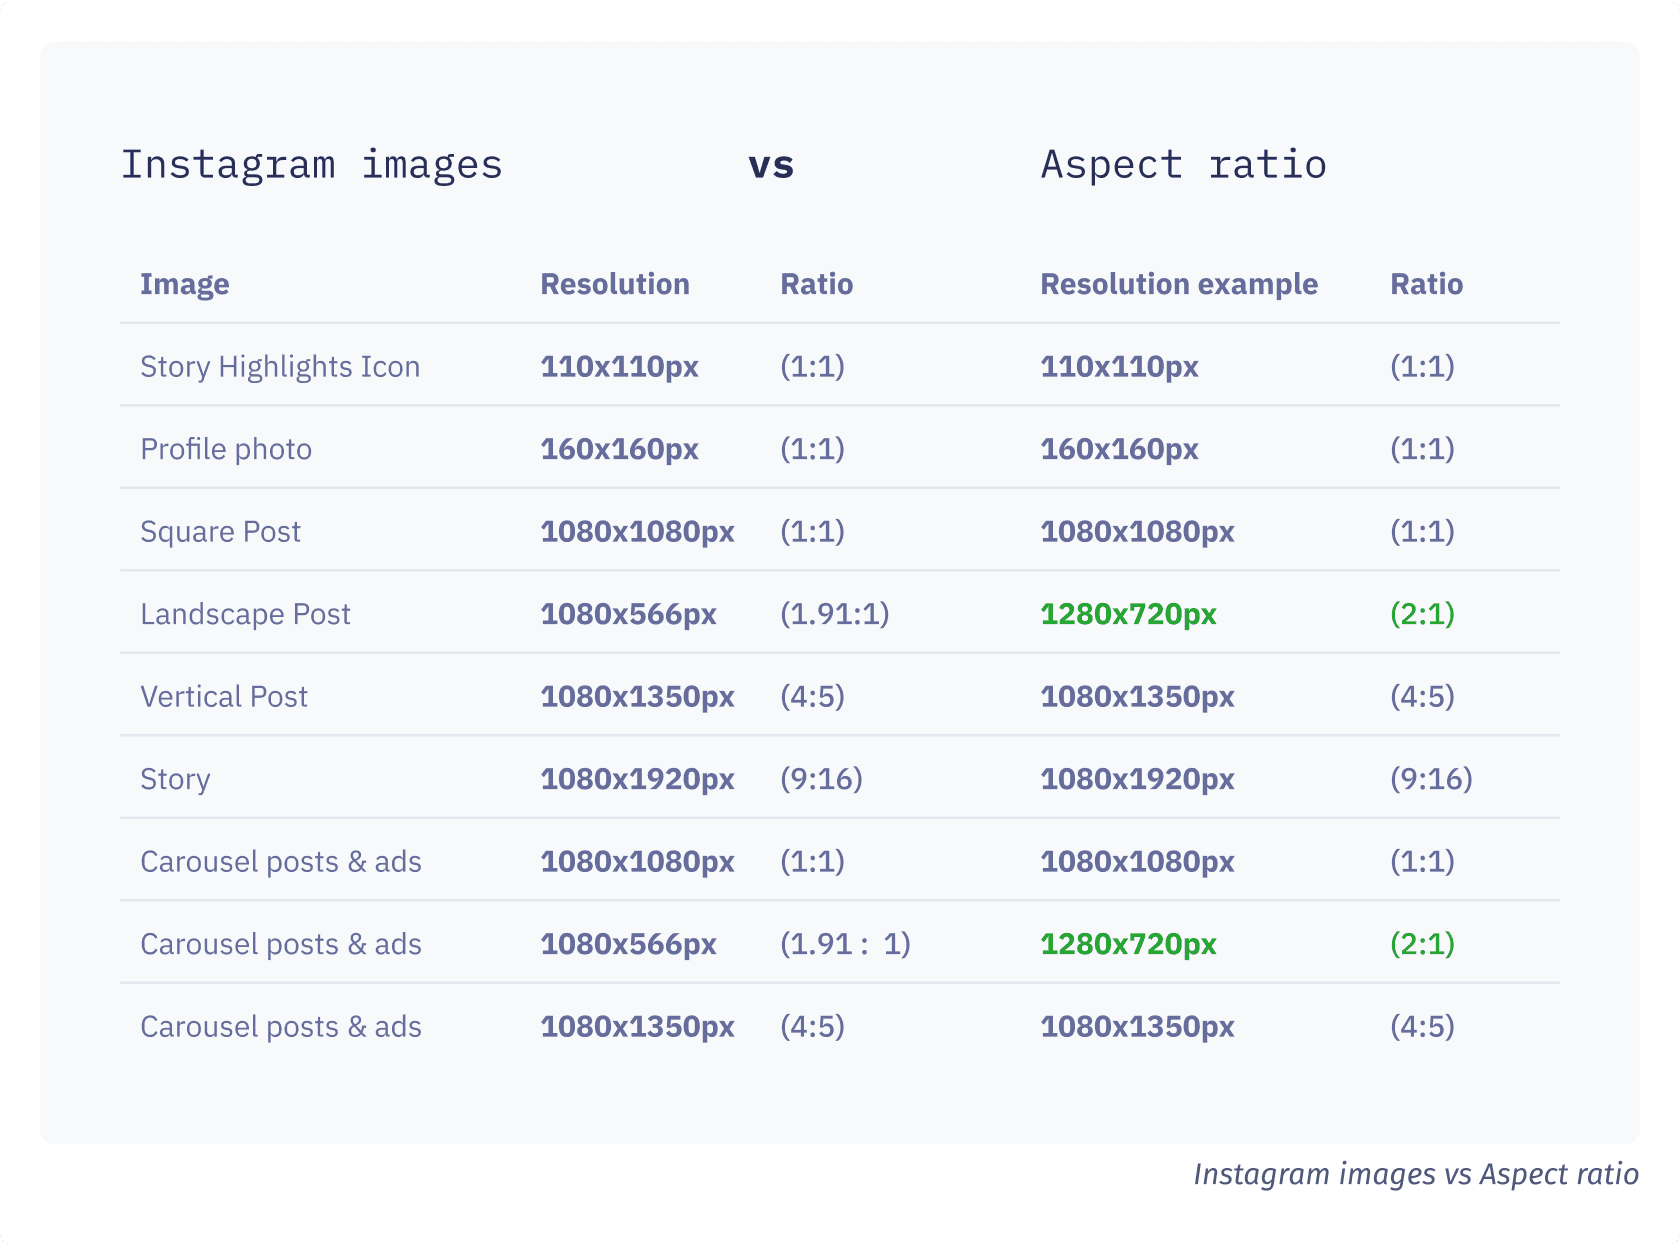 Instagram images vs Aspect ratio
Image Resolution Ratio Resolution example Ratio
Story Highlights Icon 110x110px (1:1) 110x110px (1:1)
Profile photo 160x160px (1:1) 160x160px (1:1)
Square Post 1080x1080px (1:1) 1080x1080px (1:1)
Landscape Post 1080x566px (1.91:1) 1280x720px (2:1)
Vertical Post 1080x1350px (4:5) 1080x1350px (4:5)
Story 1080x1920px (9:16) 1080x1920px (9:16)
Carousel posts & ads 1080x1080px (1:1) 1080x1080px (1:1)
Carousel posts & ads 1080x566px (1.91 : 1) 1280x720px (2:1)
Carousel posts & ads 1080x1350px (4:5) 1080x1350px (4:5)
Instagram images vs Aspect ratio